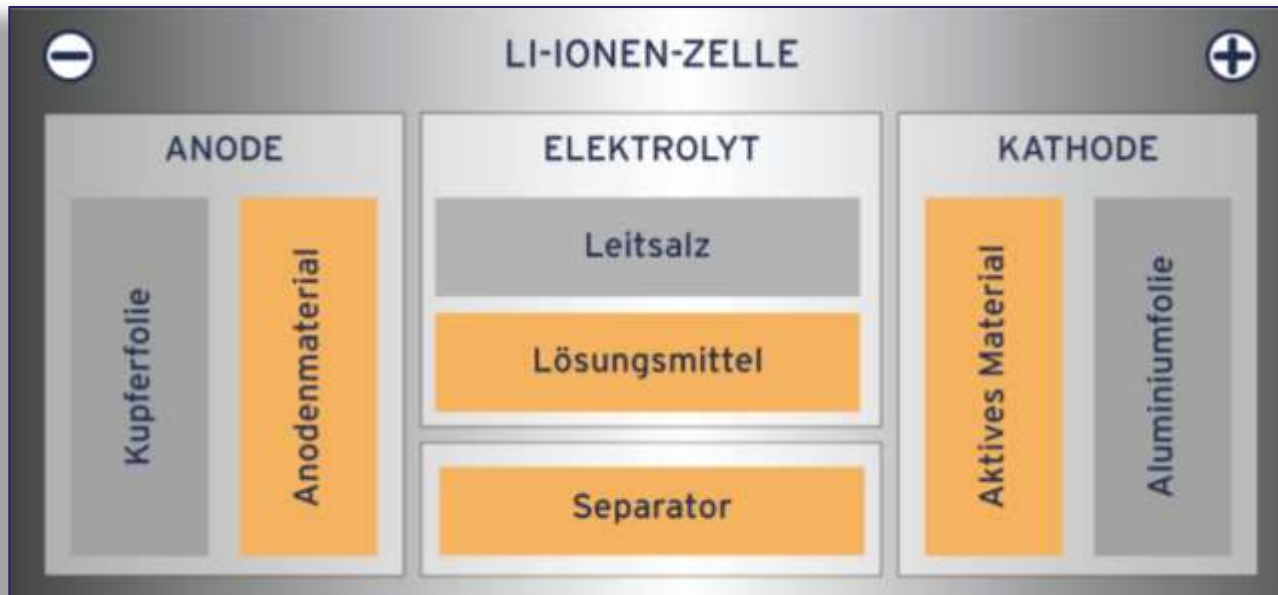 LI-IONEN-ZELLE
ANODE
Kupferfolie
Anodenmaterial
ELEKTROLYT
Leitsalz
Lösungsmittel
Separator
KATHODE
Aktives Material
Aluminiumfolie